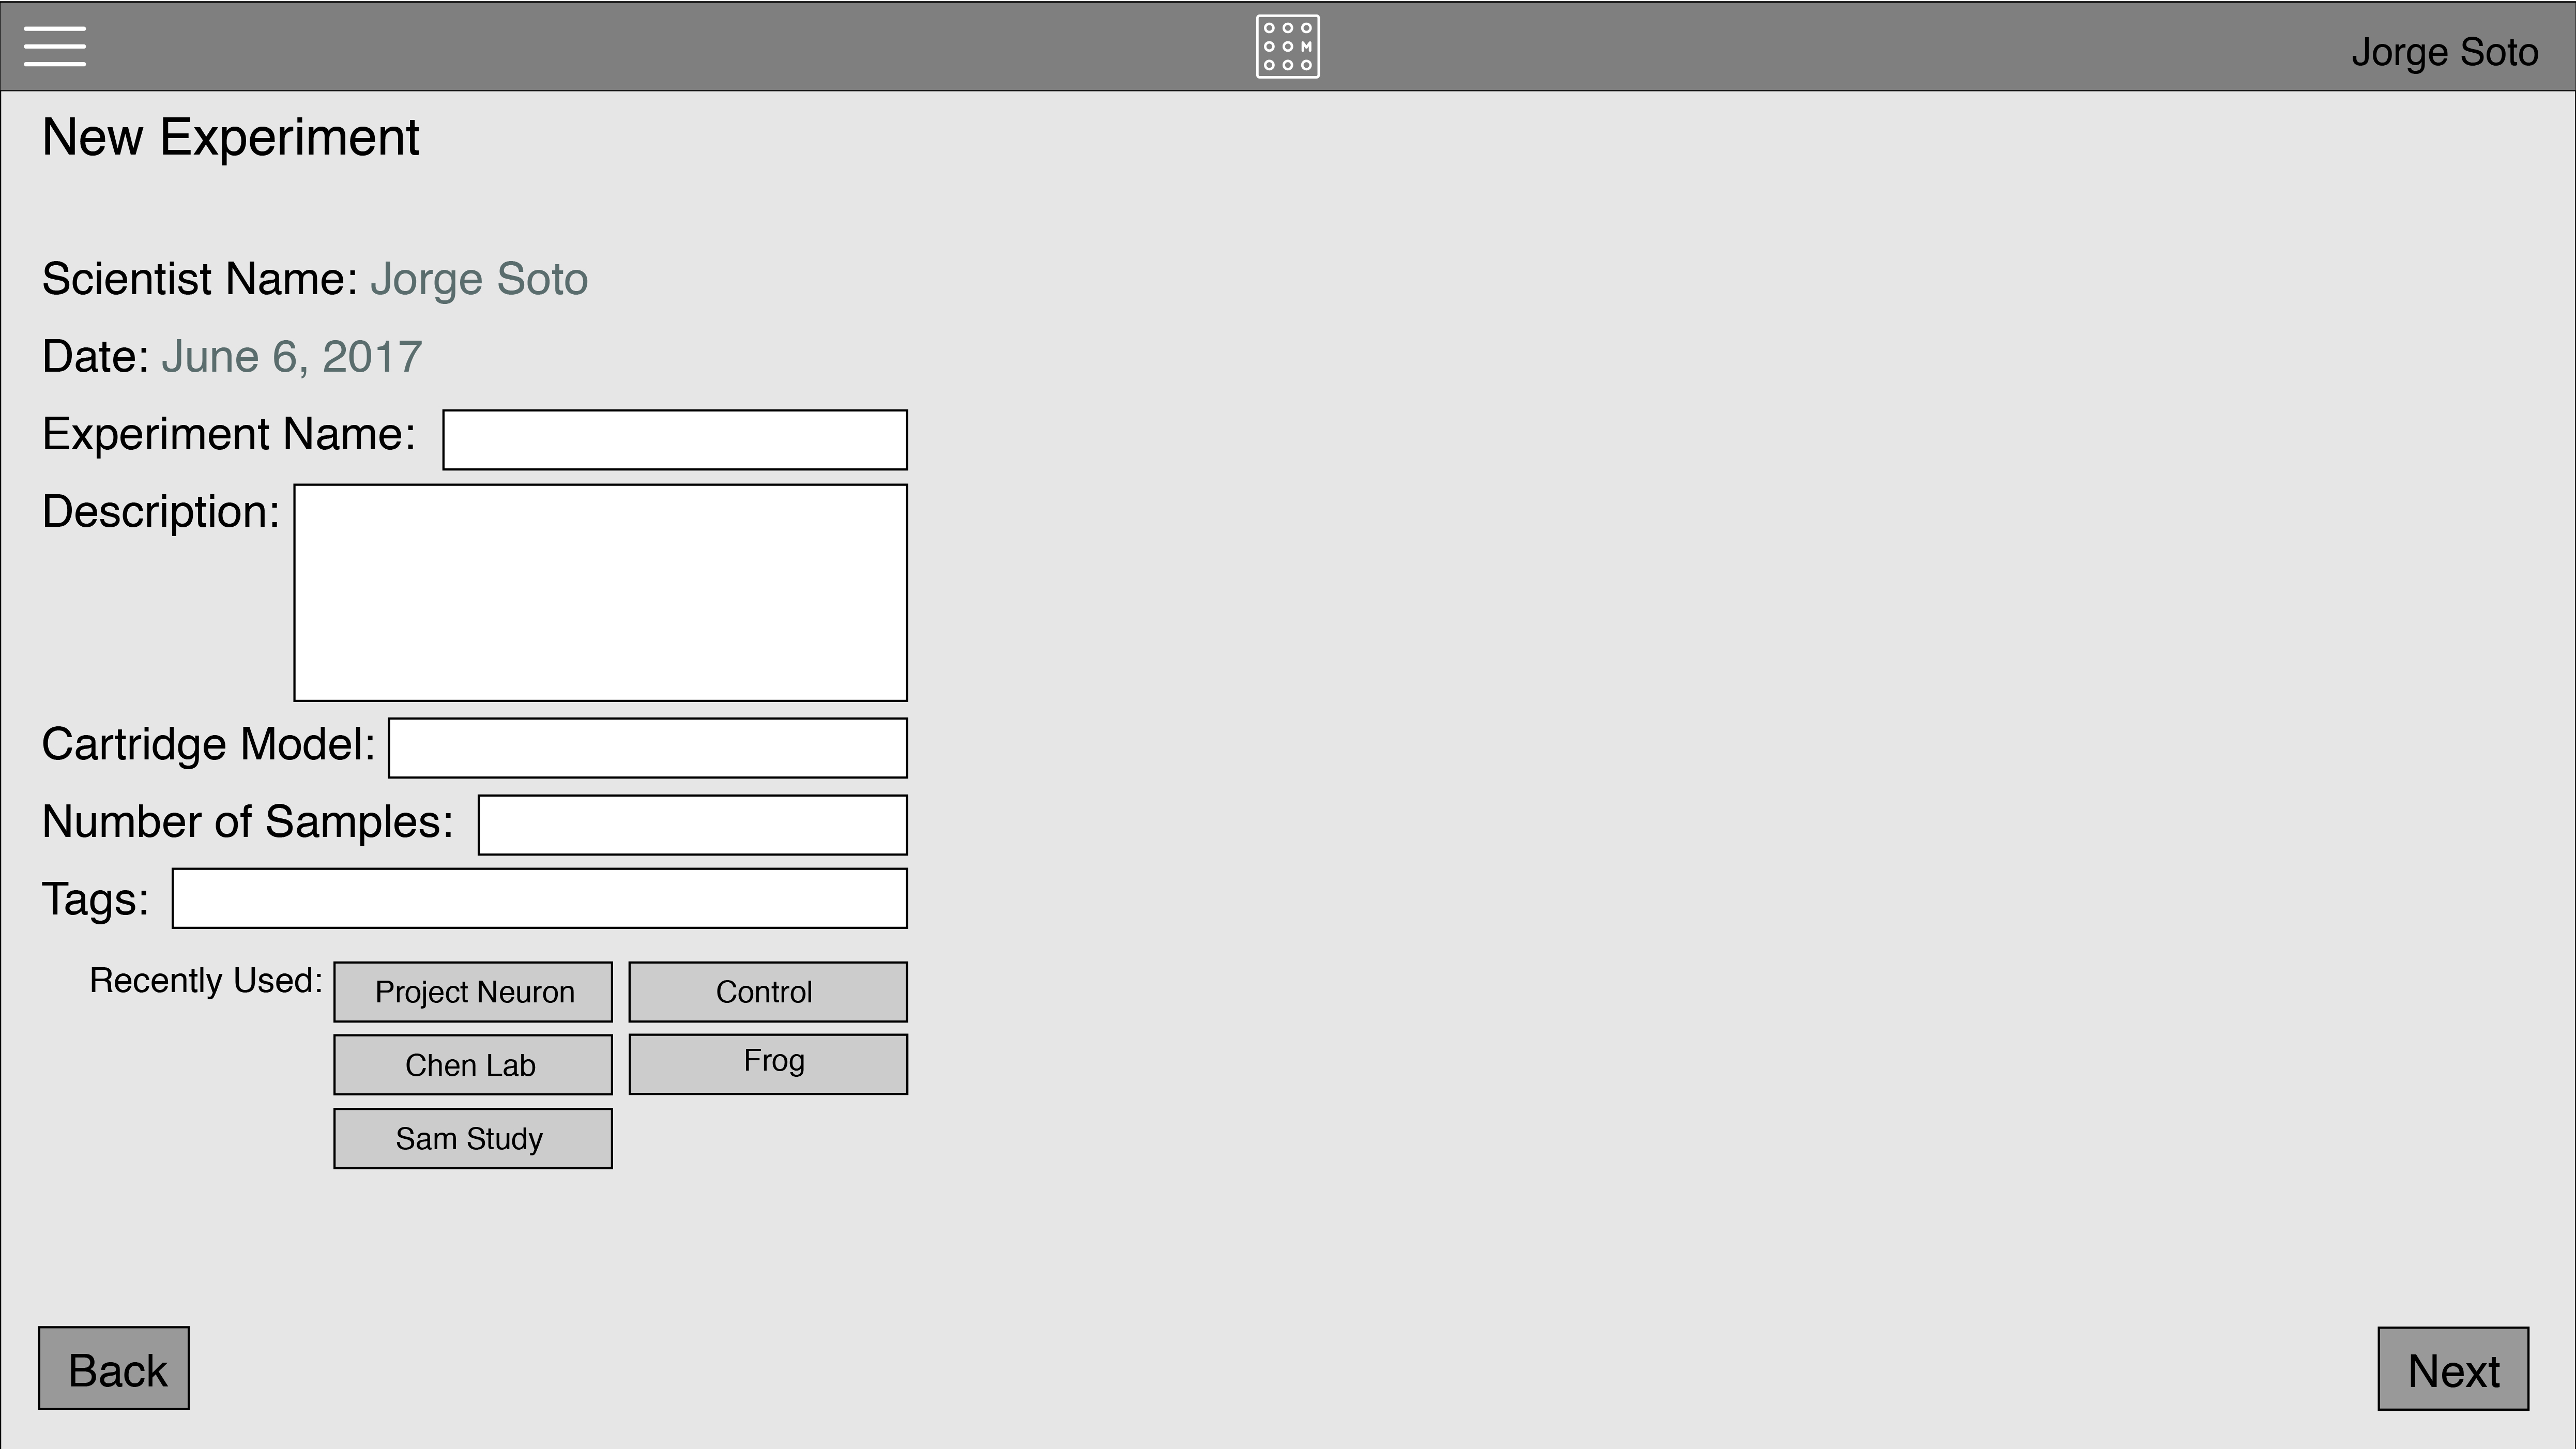 M
Jorge Soto
New Experiment
Scientist Name: Jorge Soto
Date: June 6, 2017
Experiment Name:
Description:
Cartridge Model:
Number of Samples:
Tags:
Recently Used: Project Neuron Control
Chen Lab Frog
Sam Study
Back Next